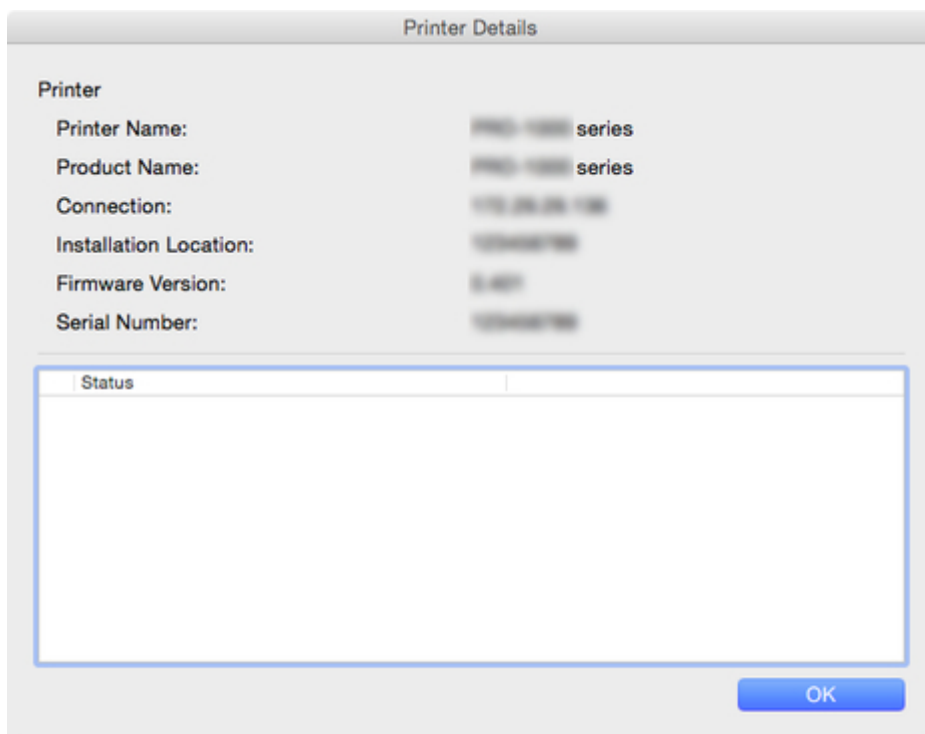 Printer Details
Printer
Printer Name: series
Product Name: series
Connection:
Installation Location:
Firmware Version:
Serial Number:
Status
OK